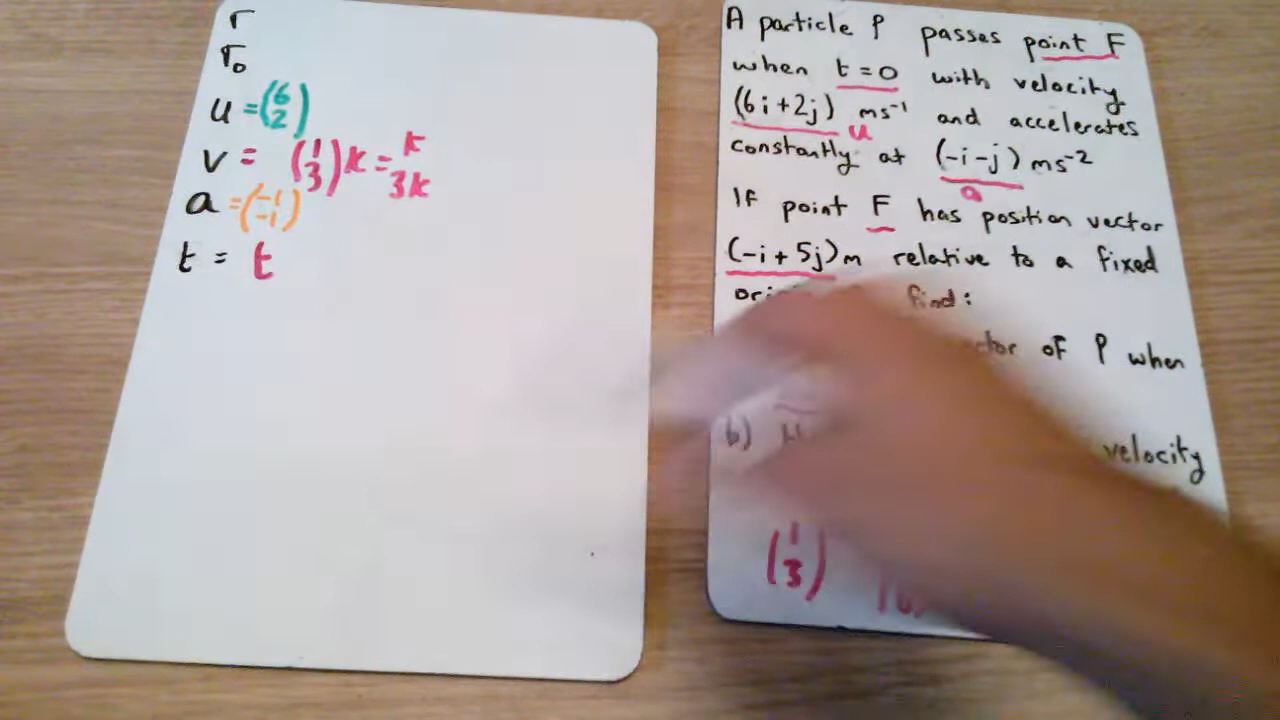 r
r₀
u = (6 2)
v = (1 3)k = k 3k
a = (-1 -1)
t = t
A particle P passes point F
when t = 0 with velocity
(6i + 2j) ms⁻¹ and accelerates
u
constantly at (-i - j) ms⁻²
a
If point F has position vector
(-i + 5j)m relative to a fixed
find:
of P when
b) velocity
(1 3)